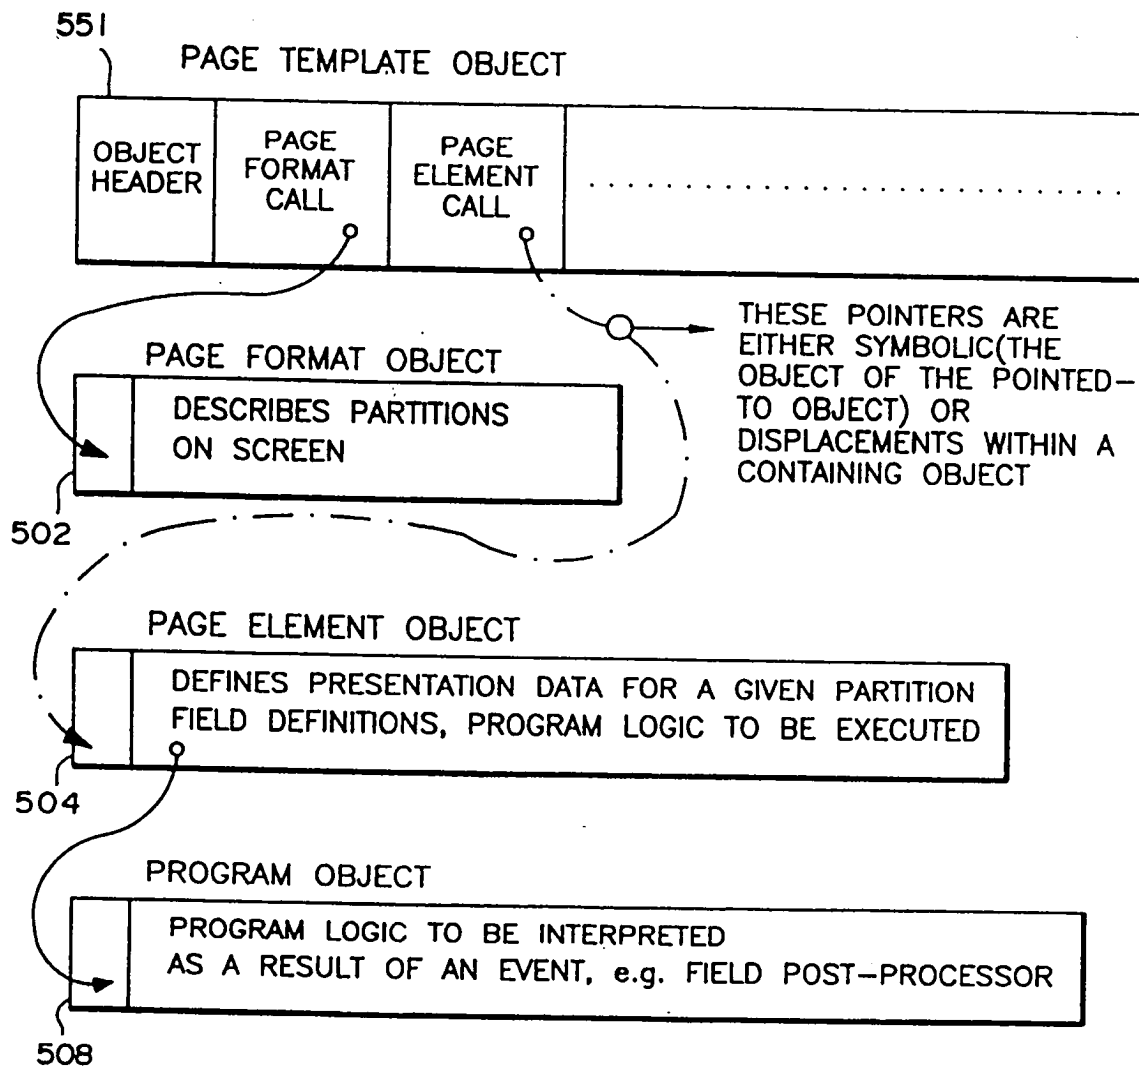 551
PAGE TEMPLATE OBJECT
OBJECT
HEADER
PAGE
FORMAT
CALL
PAGE
ELEMENT
CALL
. . . . . . . . . . . . . . . . . . . . . . . . . . . .
THESE POINTERS ARE
EITHER SYMBOLIC(THE
OBJECT OF THE POINTED–
TO OBJECT) OR
DISPLACEMENTS WITHIN A
CONTAINING OBJECT
PAGE FORMAT OBJECT
DESCRIBES PARTITIONS
ON SCREEN
502
PAGE ELEMENT OBJECT
DEFINES PRESENTATION DATA FOR A GIVEN PARTITION
FIELD DEFINITIONS, PROGRAM LOGIC TO BE EXECUTED
504
PROGRAM OBJECT
PROGRAM LOGIC TO BE INTERPRETED
AS A RESULT OF AN EVENT, e.g. FIELD POST–PROCESSOR
508